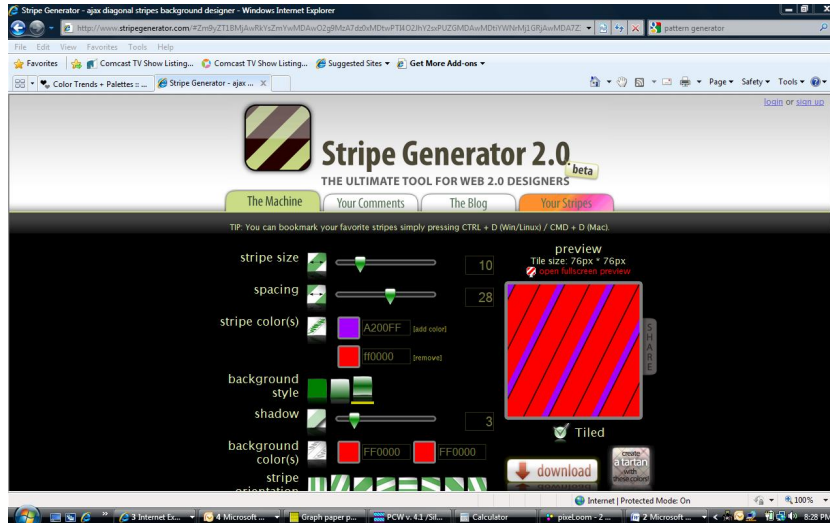 Stripe Generator - ajax diagonal stripes background designer - Windows Internet Explorer
pattern generator
File Edit View Favorites Tools Help
Favorites Comcast TV Show Listing... Comcast TV Show Listing... Suggested Sites Get More Add-ons
Color Trends + Palettes :: ... Stripe Generator - ajax ... X Page Safety Tools
login or sign up
Stripe Generator 2.0
beta
THE ULTIMATE TOOL FOR WEB 2.0 DESIGNERS
The Machine Your Comments The Blog Your Stripes
TIP: You can bookmark your favorite stripes simply pressing CTRL + D (Win/Linux) / CMD + D (Mac).
preview
Tile size: 76px * 76px
open fullscreen preview
stripe size 10
spacing 28
stripe color(s) A200FF [add color]
ff0000 [remove]
SHARE
background
style
shadow 3
Tiled
background
color(s) FF0000 FF0000
create
a tartan
with
these colors!
download
stripe
orientation
Internet | Protected Mode: On 100%
3 Internet Ex... 4 Microsoft ... Graph paper p... PCW v. 4.1 /Sil... Calculator pixeLoom - 2 ... 2 Microsoft ... 8:28 PM